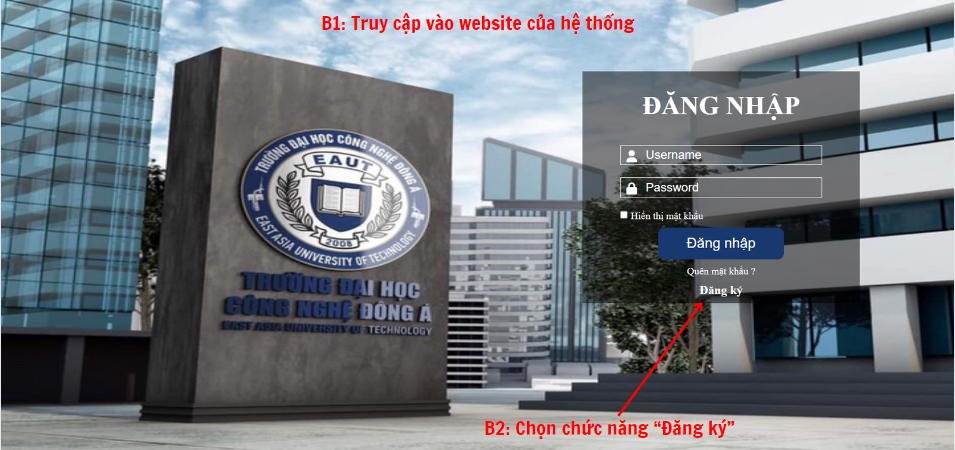 B1: Truy cập vào website của hệ thống
ĐĂNG NHẬP
Username
Password
Hiển thị mật khẩu
Đăng nhập
Quên mật khẩu ?
Đăng ký
B2: Chọn chức năng “Đăng ký”
TRƯỜNG ĐẠI HỌC CÔNG NGHỆ ĐÔNG Á
EAUT
2008
EAST ASIA UNIVERSITY OF TECHNOLOGY
TRƯỜNG ĐẠI HỌC
CÔNG NGHỆ ĐÔNG Á
EAST ASIA UNIVERSITY OF TECHNOLOGY